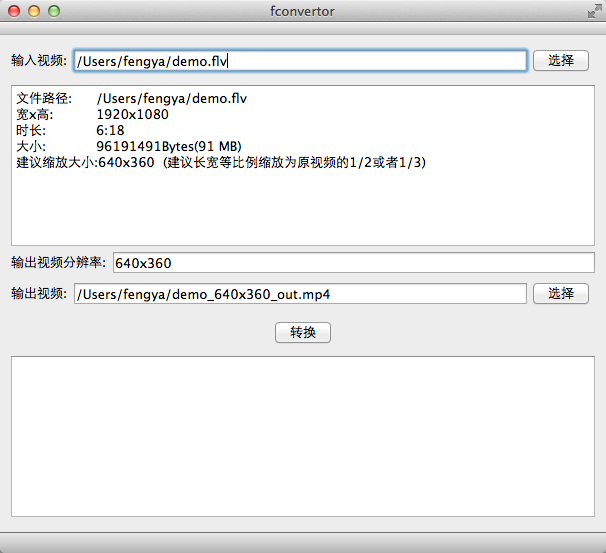 fconvertor
输入视频: /Users/fengya/demo.flv 选择
文件路径: /Users/fengya/demo.flv
宽x高: 1920x1080
时长: 6:18
大小: 96191491Bytes(91 MB)
建议缩放大小:640x360 (建议长宽等比例缩放为原视频的1/2或者1/3)
输出视频分辨率: 640x360
输出视频: /Users/fengya/demo_640x360_out.mp4 选择
转换